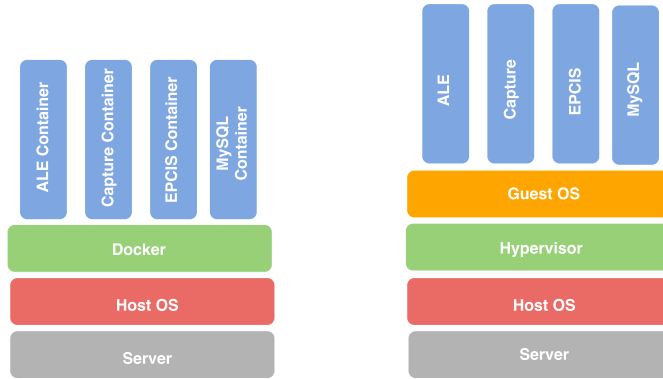 ALE Container
Capture Container
EPCIS Container
MySQL
Container
Docker
Host OS
Server
ALE
Capture
EPCIS
MySQL
Guest OS
Hypervisor
Host OS
Server